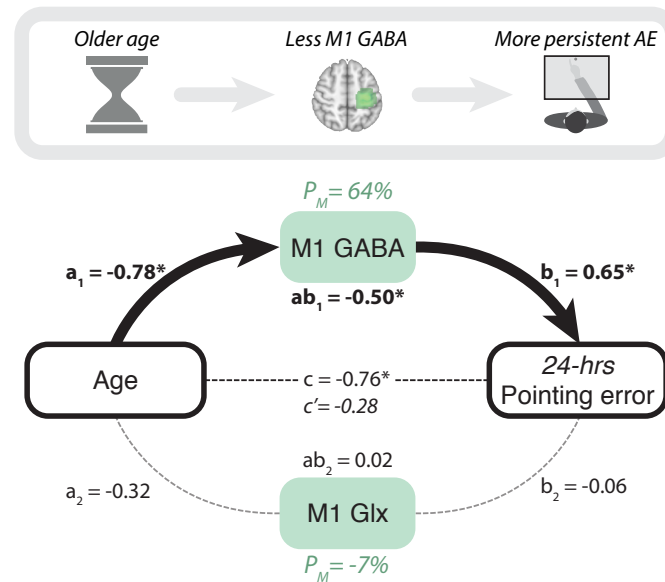 Older age
Less M1 GABA
More persistent AE
P_M = 64%
M1 GABA
a_1 = -0.78*
b_1 = 0.65*
ab_1 = -0.50*
Age
c = -0.76*
c'= -0.28
24-hrs
Pointing error
ab_2 = 0.02
a_2 = -0.32
b_2 = -0.06
M1 Glx
P_M = -7%